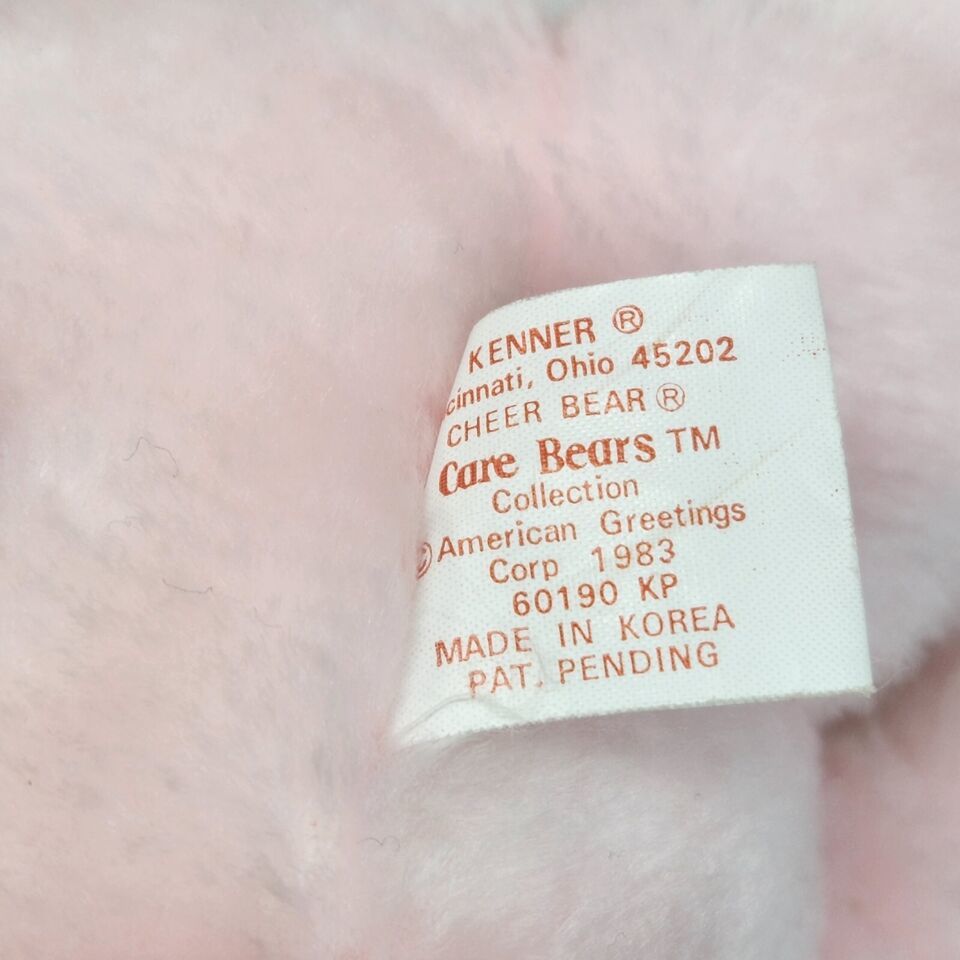 KENNER ®
cinnati, Ohio 45202
CHEER BEAR ®
Care Bears TM
Collection
© American Greetings
Corp 1983
60190 KP
MADE IN KOREA
PAT. PENDING